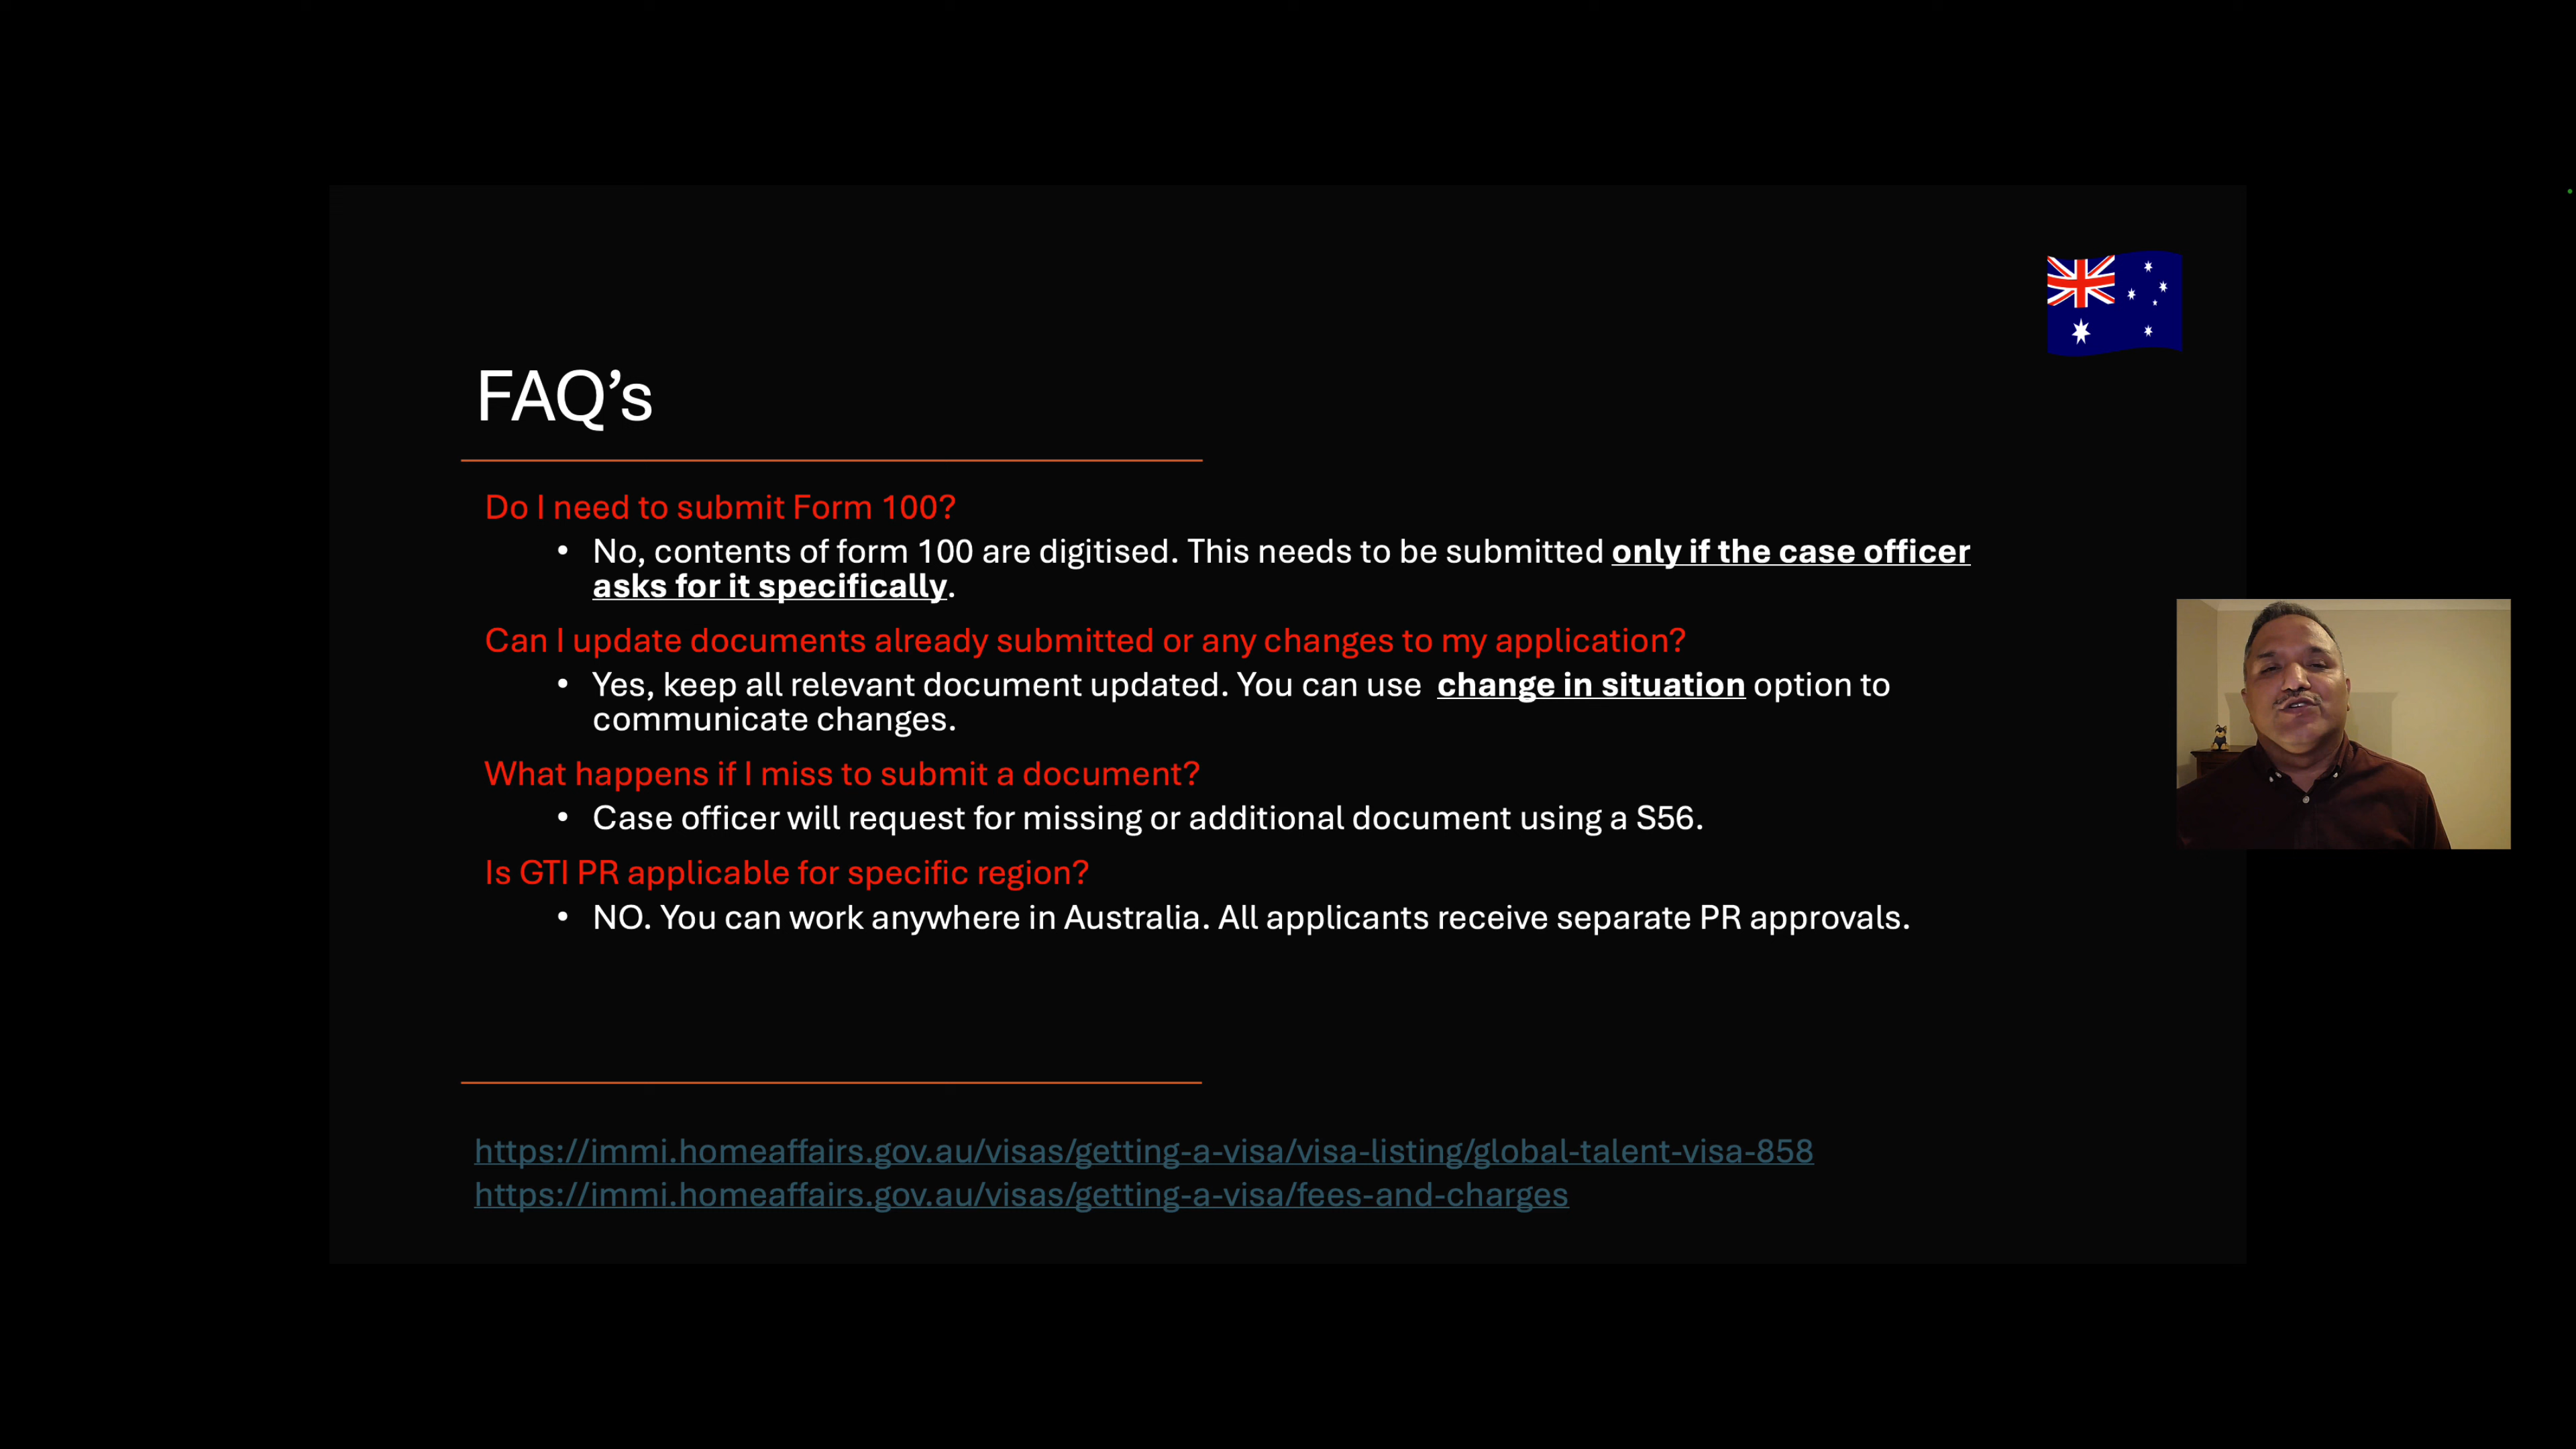 FAQ’s
Do I need to submit Form 100?
• No, contents of form 100 are digitised. This needs to be submitted only if the case officer
asks for it specifically.
Can I update documents already submitted or any changes to my application?
• Yes, keep all relevant document updated. You can use change in situation option to
communicate changes.
What happens if I miss to submit a document?
• Case officer will request for missing or additional document using a S56.
Is GTI PR applicable for specific region?
• NO. You can work anywhere in Australia. All applicants receive separate PR approvals.
https://immi.homeaffairs.gov.au/visas/getting-a-visa/visa-listing/global-talent-visa-858
https://immi.homeaffairs.gov.au/visas/getting-a-visa/fees-and-charges